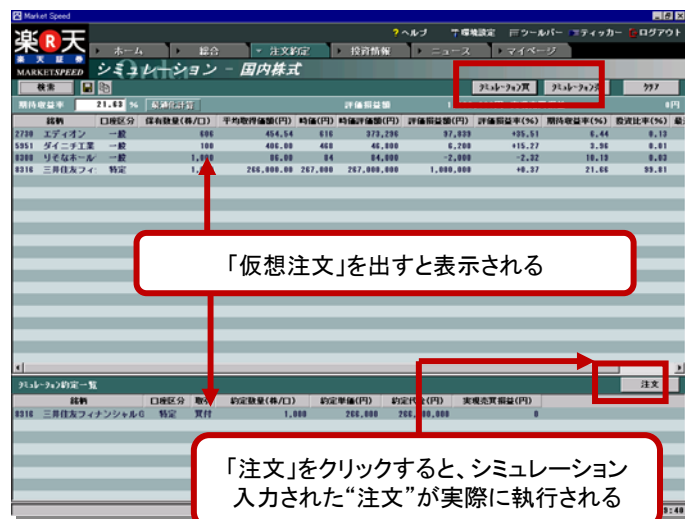 Market Speed
楽R天
楽天証券
MARKETSPEED
?ヘルプ 環境設定 ツールバー ティッカー ログアウト
ホーム 総合 注文約定 投資情報 ニュース マイページ
シミュレーション - 国内株式
検索 シミュレーション買 シミュレーション売 クリア
期待収益率 21.63 % 最適化計算 評価損益額
銘柄 口座区分 保有数量(株/口) 平均取得価額(円) 時価(円) 時価評価額(円) 評価損益額(円) 評価損益率(%) 期待収益率(%) 投資比率(%)
2730 エディオン 一般 606 454.54 616 373,296 97,839 +35.51 6.44 0.13
5951 ダイニチ工業 一般 100 406.00 460 46,000 6,200 +15.27 3.96 0.01
8308 りそなホール 一般 1,000 86.00 84 84,000 -2,000 -2.32 10.19 0.03
8316 三井住友フィ 特定 266,000.00 267,000 267,000,000 1,000,000 +0.37 21.66 99.81
「仮想注文」を出すと表示される
シミュレーション約定一覧 注文
銘柄 口座区分 取引 約定数量(株/口) 約定単価(円) 約定代金(円) 実現売買損益(円)
8316 三井住友フィナンシャルG 特定 買付 1,000 266,000 0
「注文」をクリックすると、シミュレーション
入力された“注文”が実際に執行される